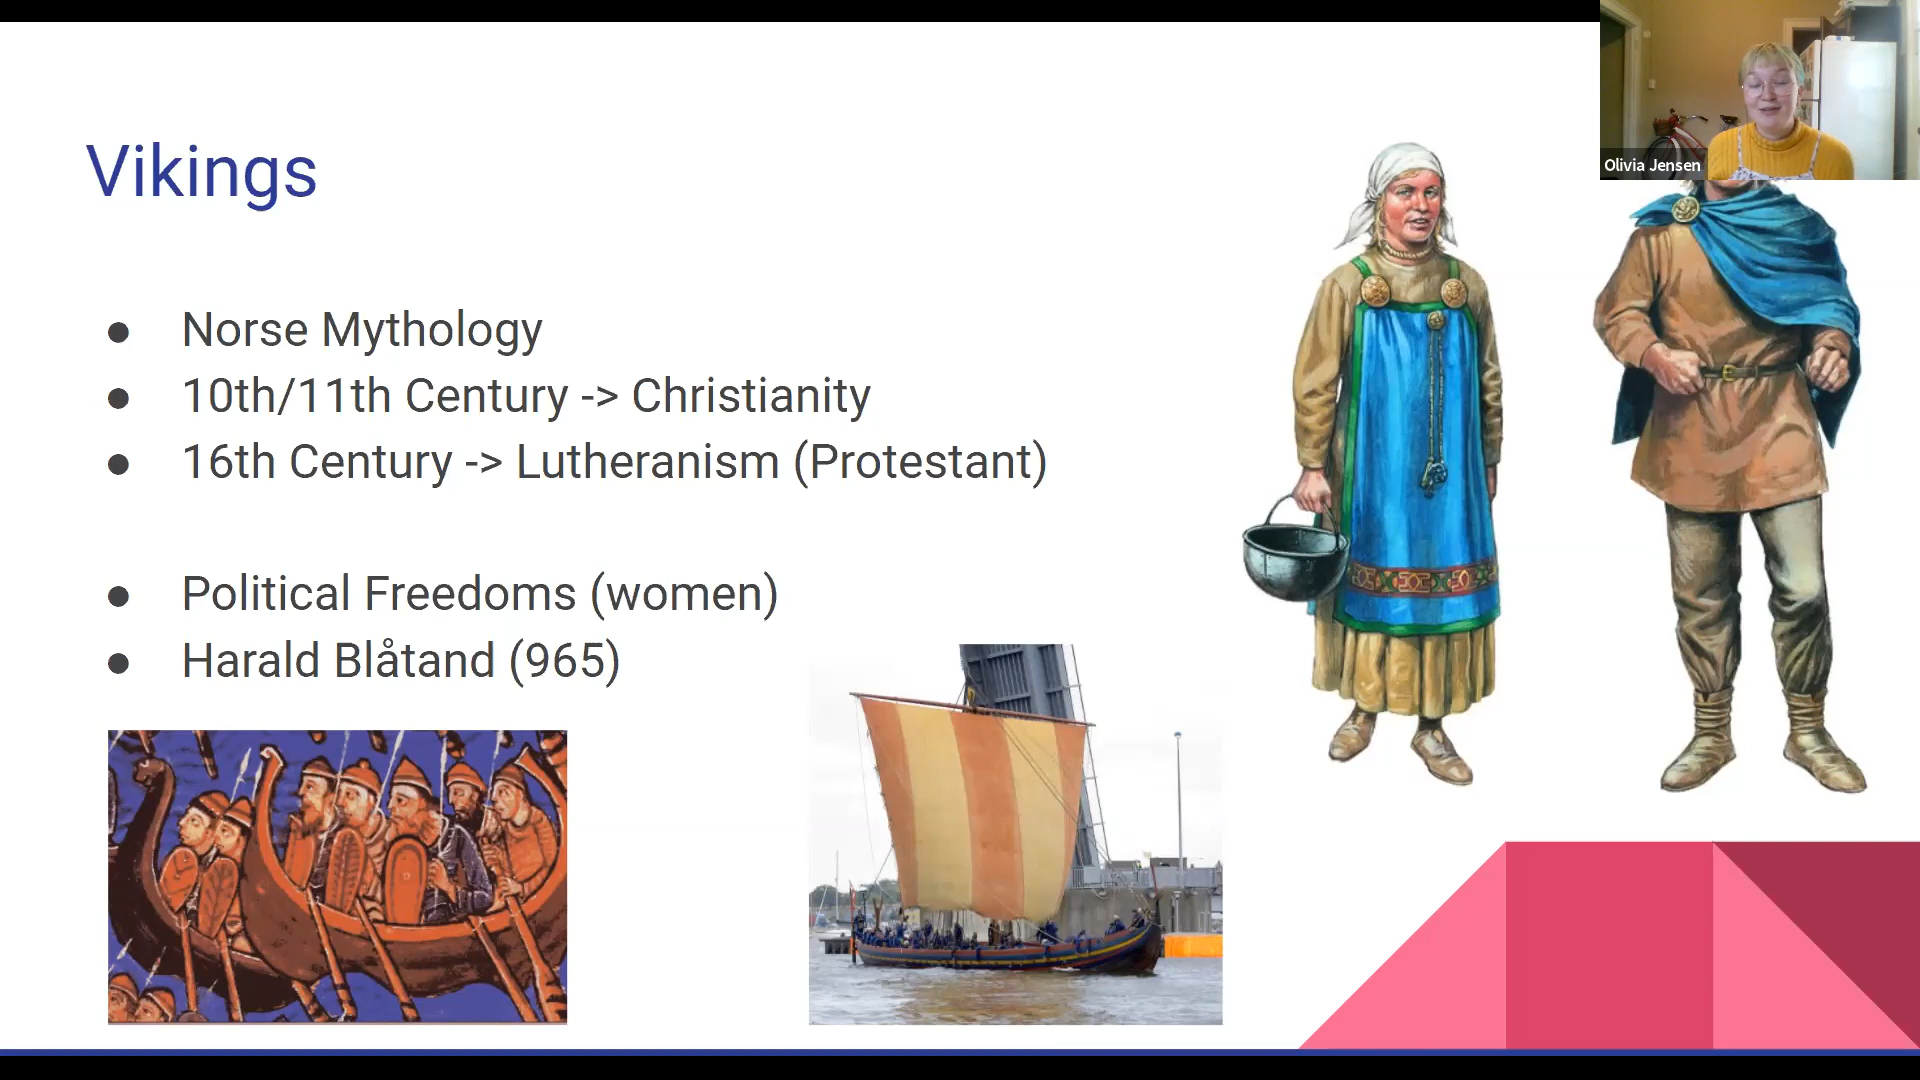 Olivia Jensen
Vikings
● Norse Mythology
● 10th/11th Century -> Christianity
● 16th Century -> Lutheranism (Protestant)
● Political Freedoms (women)
● Harald Blåtand (965)